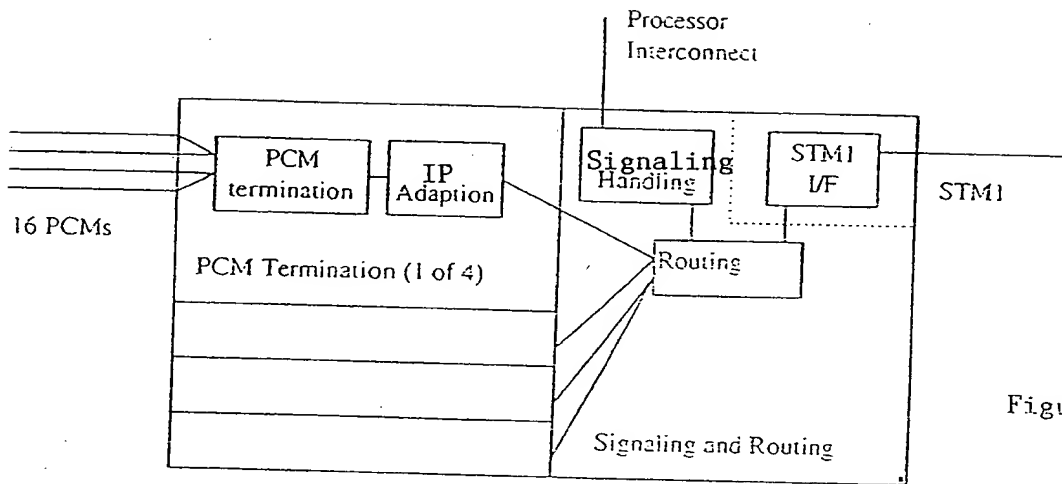 Processor
Interconnect
PCM
termination
IP
Adaption
Signaling
Handling
STM1
I/F
STM1
16 PCMs
PCM Termination (1 of 4)
Routing
Signaling and Routing
Figu